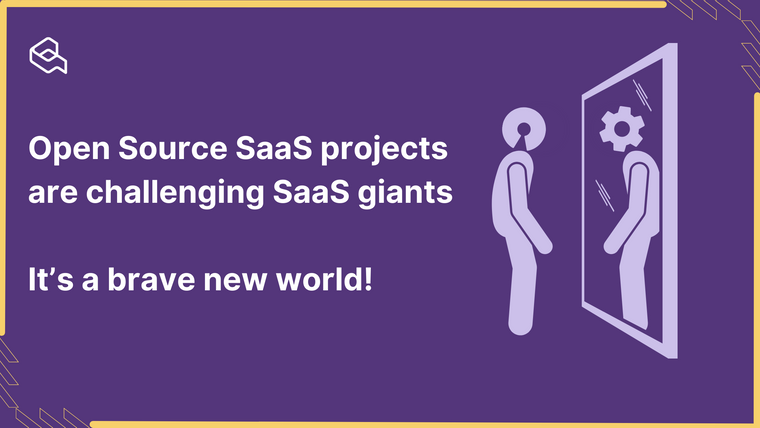 Open Source SaaS projects
are challenging SaaS giants
It’s a brave new world!